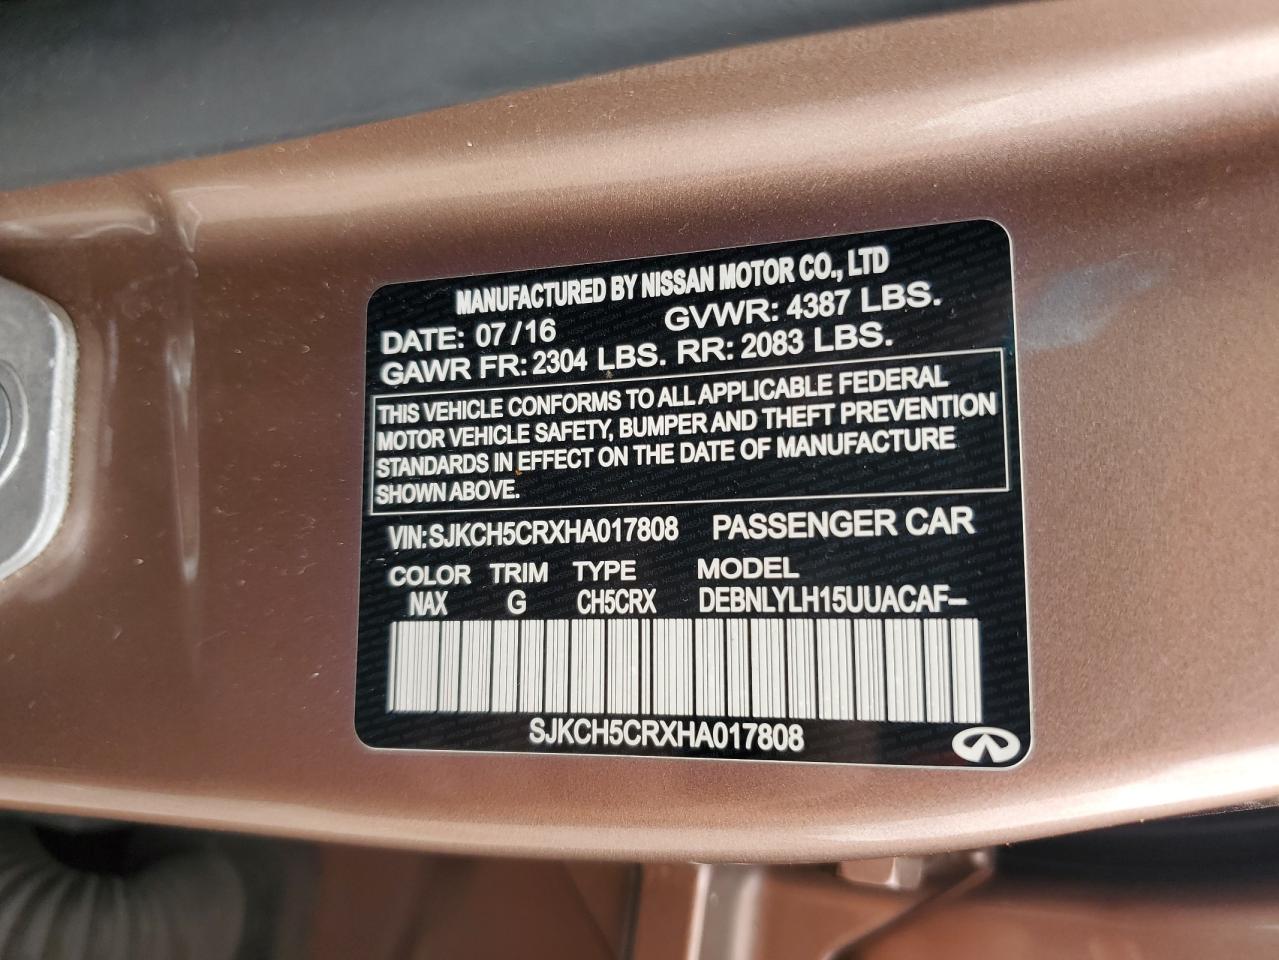 MANUFACTURED BY NISSAN MOTOR CO., LTD
DATE: 07/16 GVWR: 4387 LBS.
GAWR FR: 2304 LBS. RR: 2083 LBS.
THIS VEHICLE CONFORMS TO ALL APPLICABLE FEDERAL
MOTOR VEHICLE SAFETY, BUMPER AND THEFT PREVENTION
STANDARDS IN EFFECT ON THE DATE OF MANUFACTURE
SHOWN ABOVE.
VIN: SJKCH5CRXHA017808 PASSENGER CAR
COLOR TRIM TYPE MODEL
NAX G CH5CRX DEBNLYLH15UUACAF–
SJKCH5CRXHA017808